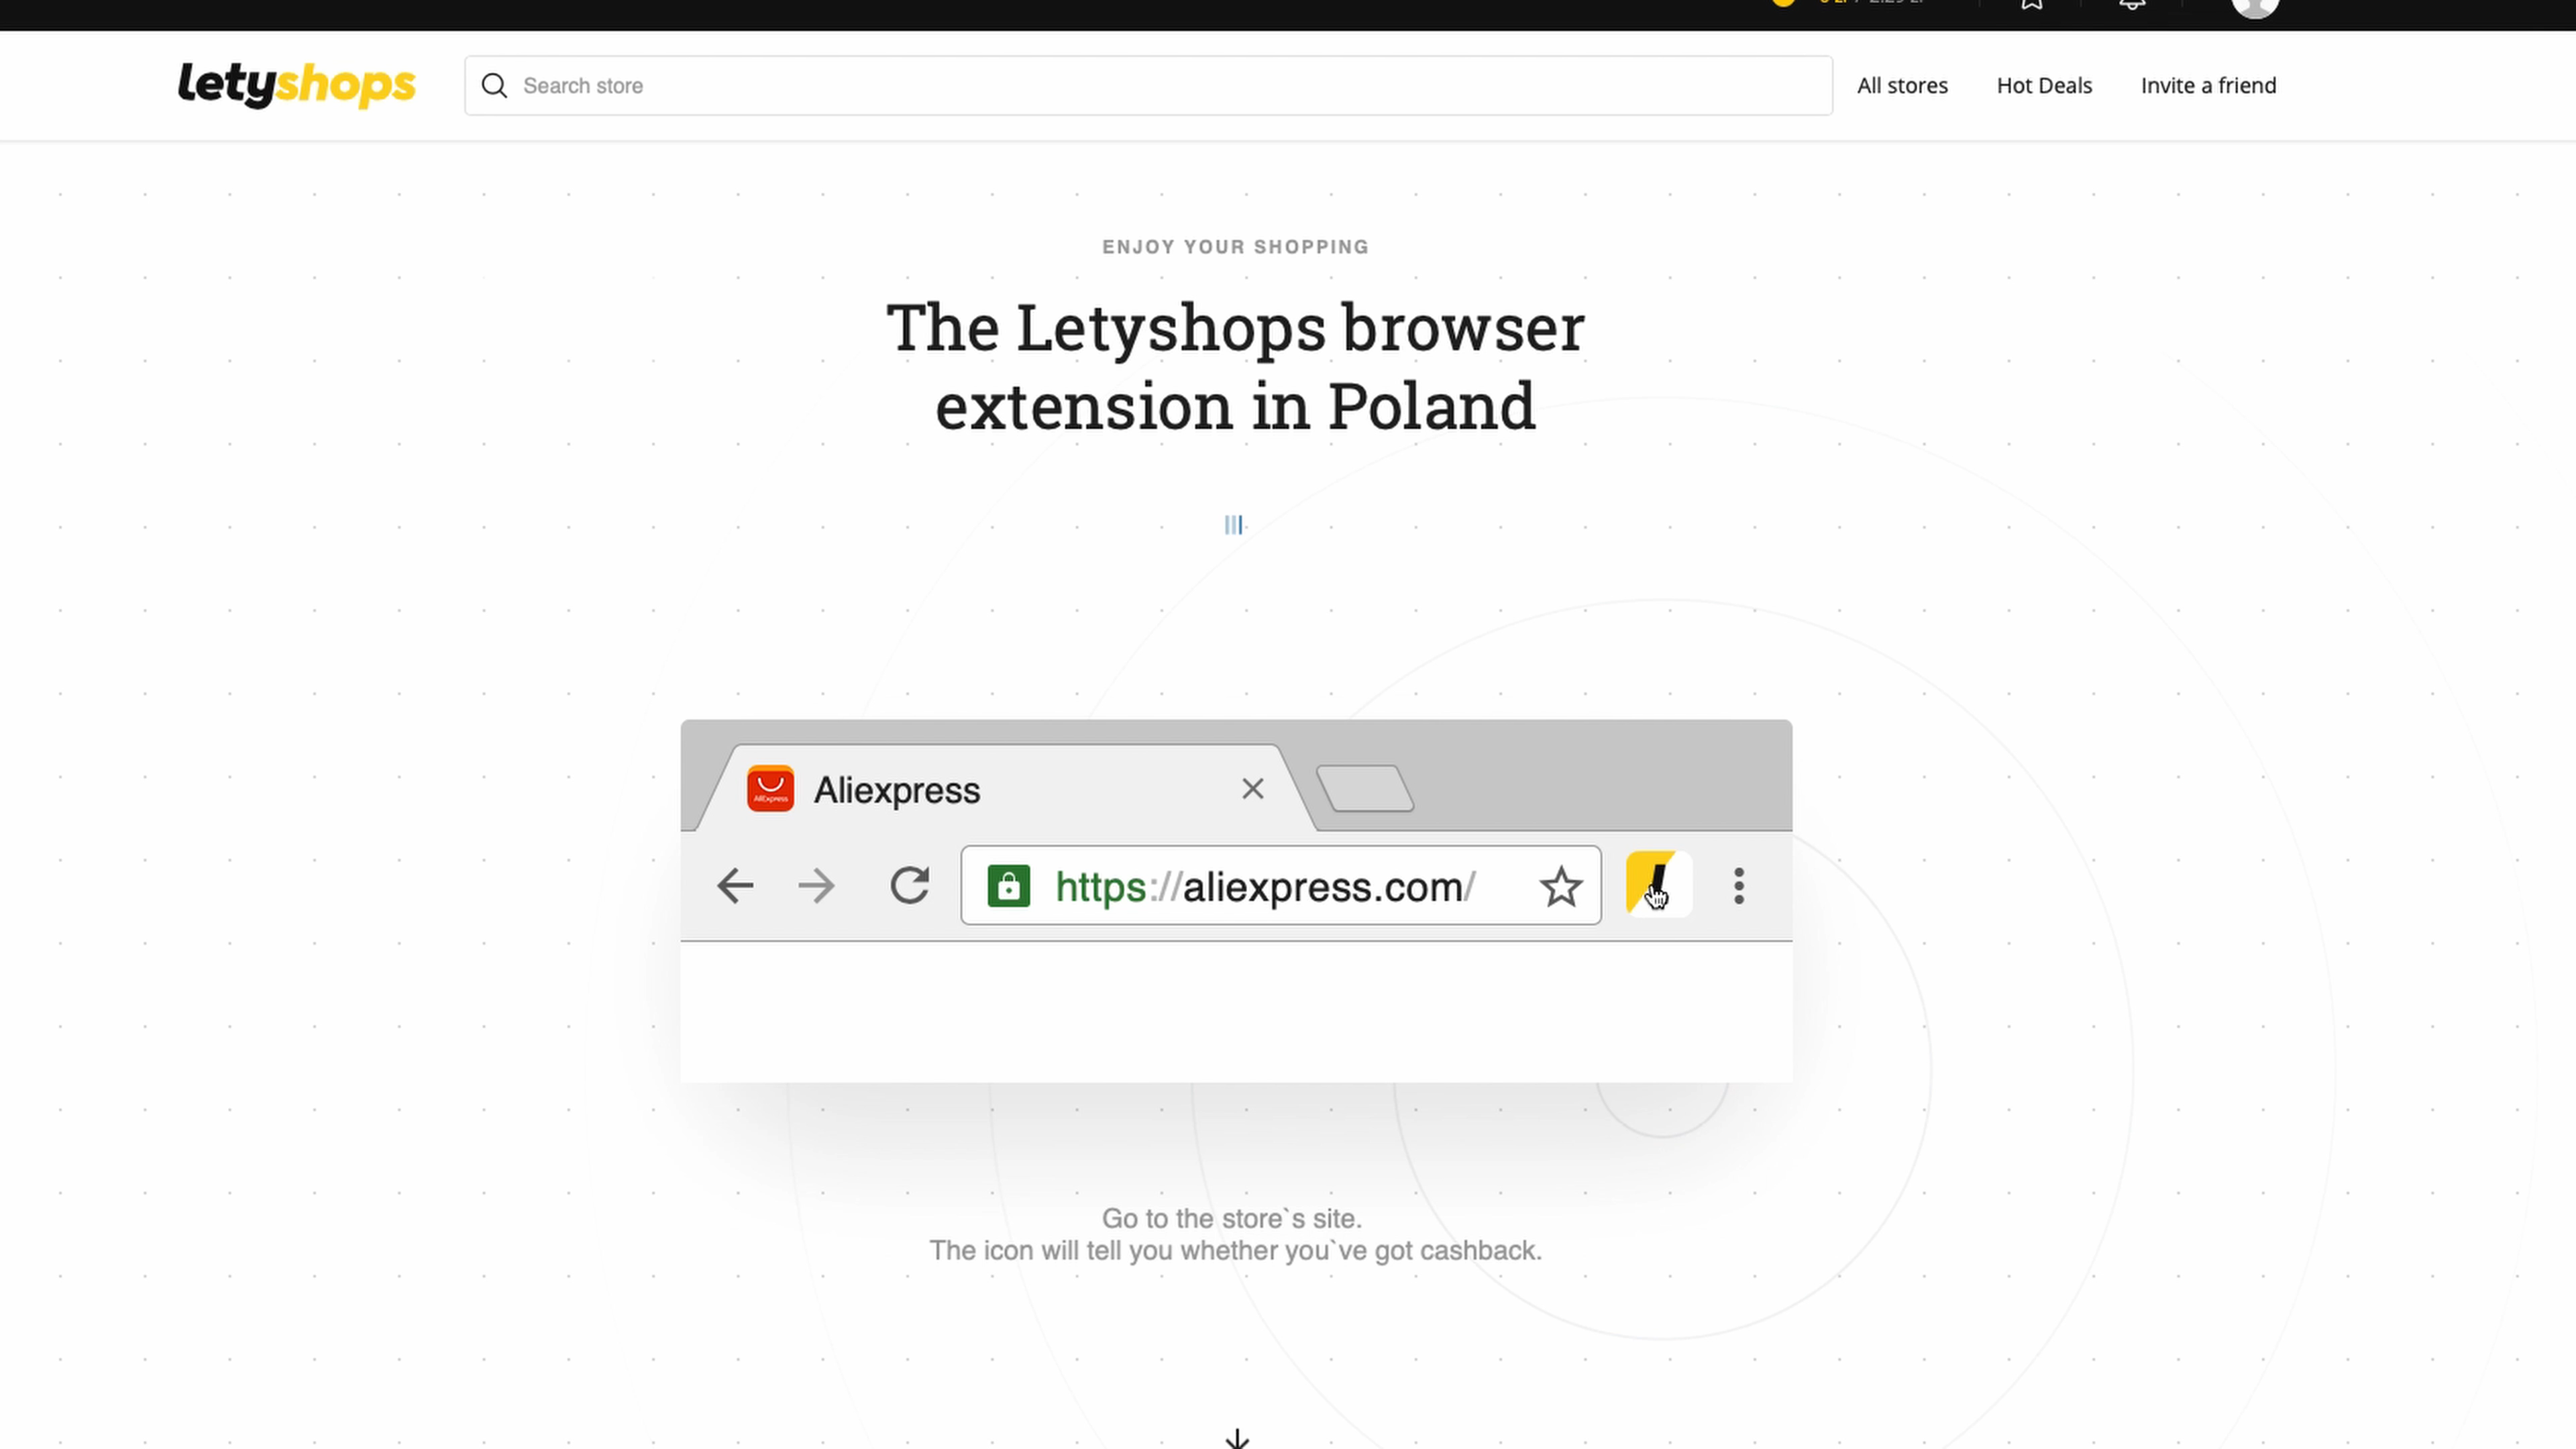 letyshops
Search store
All stores
Hot Deals
Invite a friend
ENJOY YOUR SHOPPING
The Letyshops browser
extension in Poland
AliExpress
Aliexpress
https://aliexpress.com/
Go to the store`s site.
The icon will tell you whether you`ve got cashback.